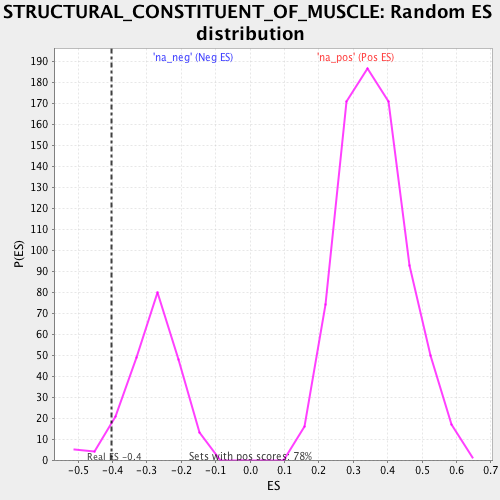 STRUCTURAL_CONSTITUENT_OF_MUSCLE: Random ES
distribution
'na_neg' (Neg ES)
'na_pos' (Pos ES)
190
180
170
160
150
140
130
120
110
100
90
80
70
60
50
40
30
20
10
0
P(ES)
Real ES -0.4
Sets with pos scores: 78%
-0.5 -0.4 -0.3 -0.2 -0.1 0.0 0.1 0.2 0.3 0.4 0.5 0.6 0.7
ES